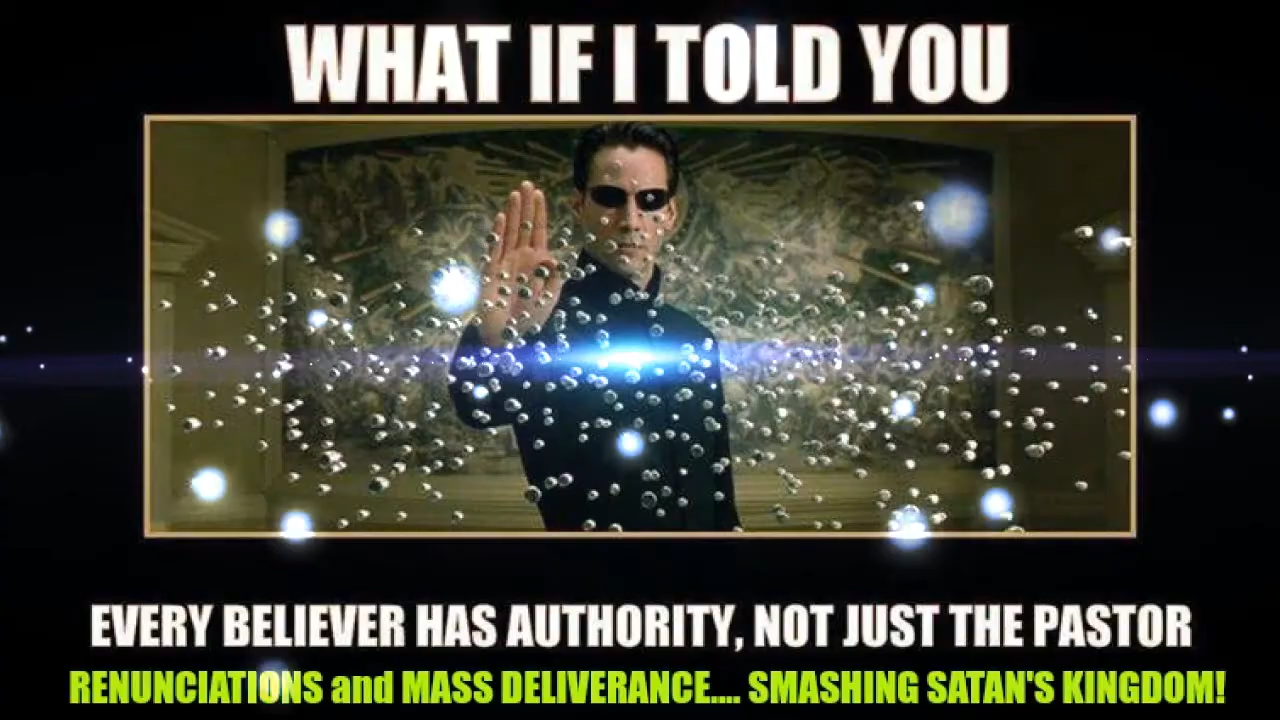 WHAT IF I TOLD YOU
EVERY BELIEVER HAS AUTHORITY, NOT JUST THE PASTOR
RENUNCIATIONS and MASS DELIVERANCE.... SMASHING SATAN'S KINGDOM!